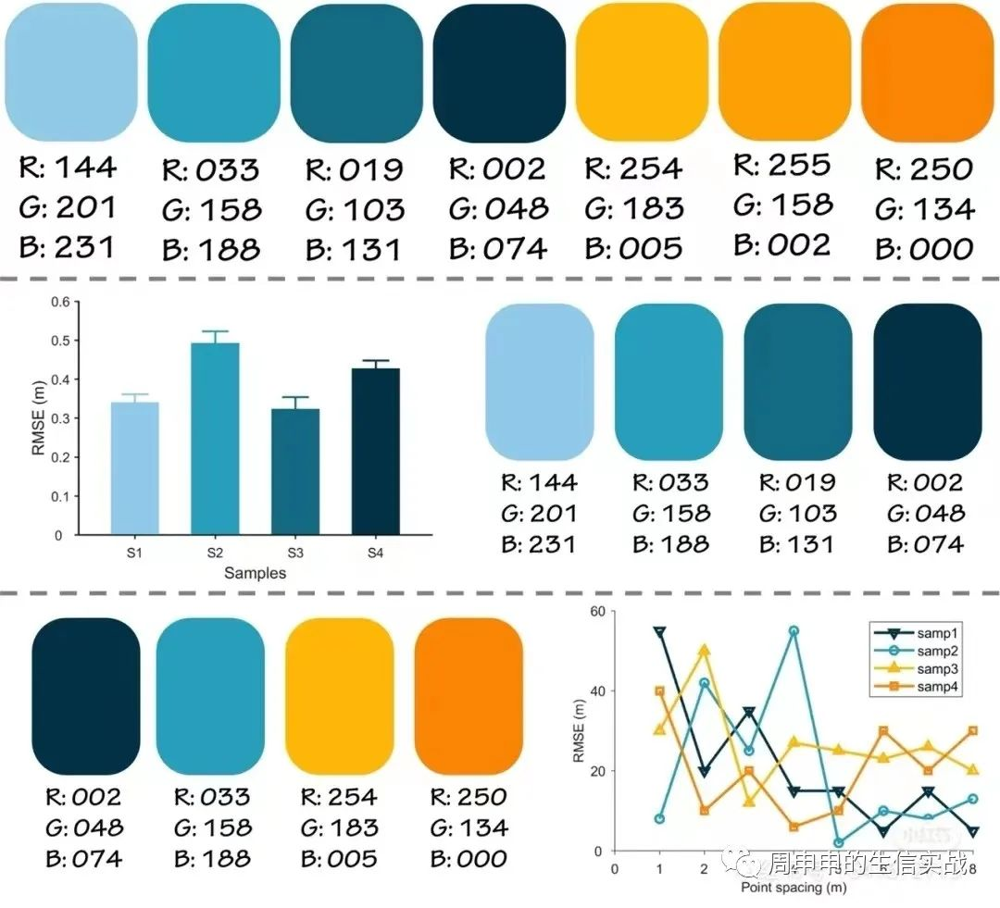 R: 144 R: 033 R: 019 R: 002 R: 254 R: 255 R: 250
G: 201 G: 158 G: 103 G: 048 G: 183 G: 158 G: 134
B: 231 B: 188 B: 131 B: 074 B: 005 B: 002 B: 000
0.6
0.5
0.4
0.3
0.2
0.1
0
RMSE (m)
S1 S2 S3 S4
Samples
R: 144 R: 033 R: 019 R: 002
G: 201 G: 158 G: 103 G: 048
B: 231 B: 188 B: 131 B: 074
R: 002 R: 033 R: 254 R: 250
G: 048 G: 158 G: 183 G: 134
B: 074 B: 188 B: 005 B: 000
60
40
20
0
RMSE (m)
samp1
samp2
samp3
samp4
0 1 2 3 4 5 6 7 8
Point spacing (m)
周申申的生信实战